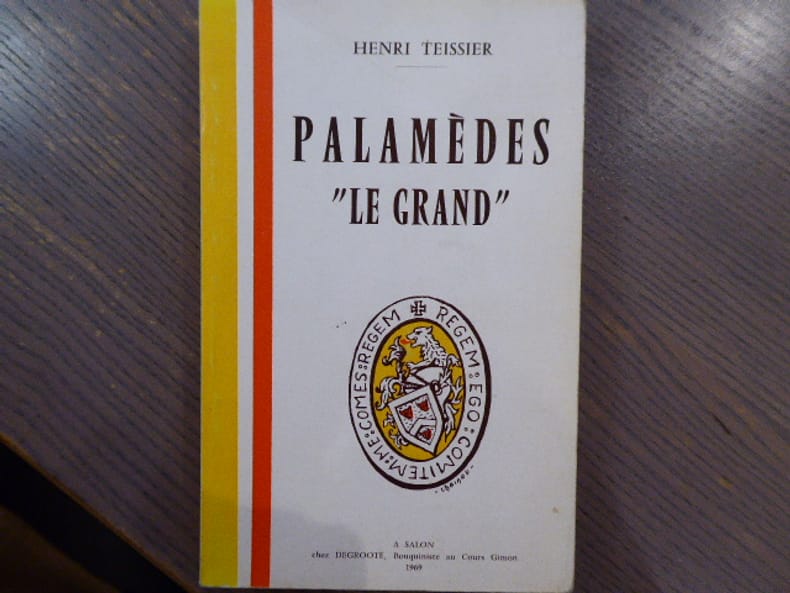 HENRI TEISSIER
PALAMÈDES
"LE GRAND"
REGEM : EGO : COMITEM : ME : COMES : REGEM
A SALON
chez DEGROOTE, Bouquiniste au Cours Gimon
1969